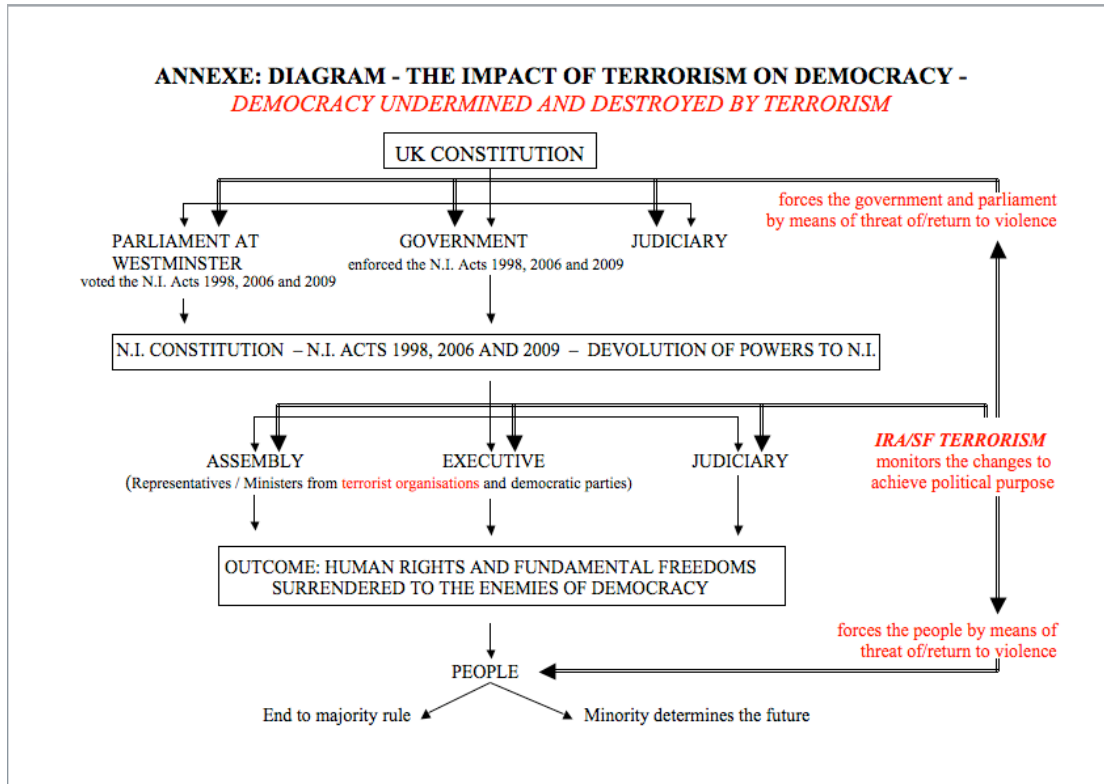 ANNEXE: DIAGRAM - THE IMPACT OF TERRORISM ON DEMOCRACY -
DEMOCRACY UNDERMINED AND DESTROYED BY TERRORISM
UK CONSTITUTION
forces the government and parliament
by means of threat of/return to violence
PARLIAMENT AT
WESTMINSTER
voted the N.I. Acts 1998, 2006 and 2009
GOVERNMENT
enforced the N.I. Acts 1998, 2006 and 2009
JUDICIARY
N.I. CONSTITUTION – N.I. ACTS 1998, 2006 AND 2009 – DEVOLUTION OF POWERS TO N.I.
IRA/SF TERRORISM
monitors the changes to
achieve political purpose
ASSEMBLY
EXECUTIVE
JUDICIARY
(Representatives / Ministers from terrorist organisations and democratic parties)
OUTCOME: HUMAN RIGHTS AND FUNDAMENTAL FREEDOMS
SURRENDERED TO THE ENEMIES OF DEMOCRACY
forces the people by means of
threat of/return to violence
PEOPLE
End to majority rule
Minority determines the future